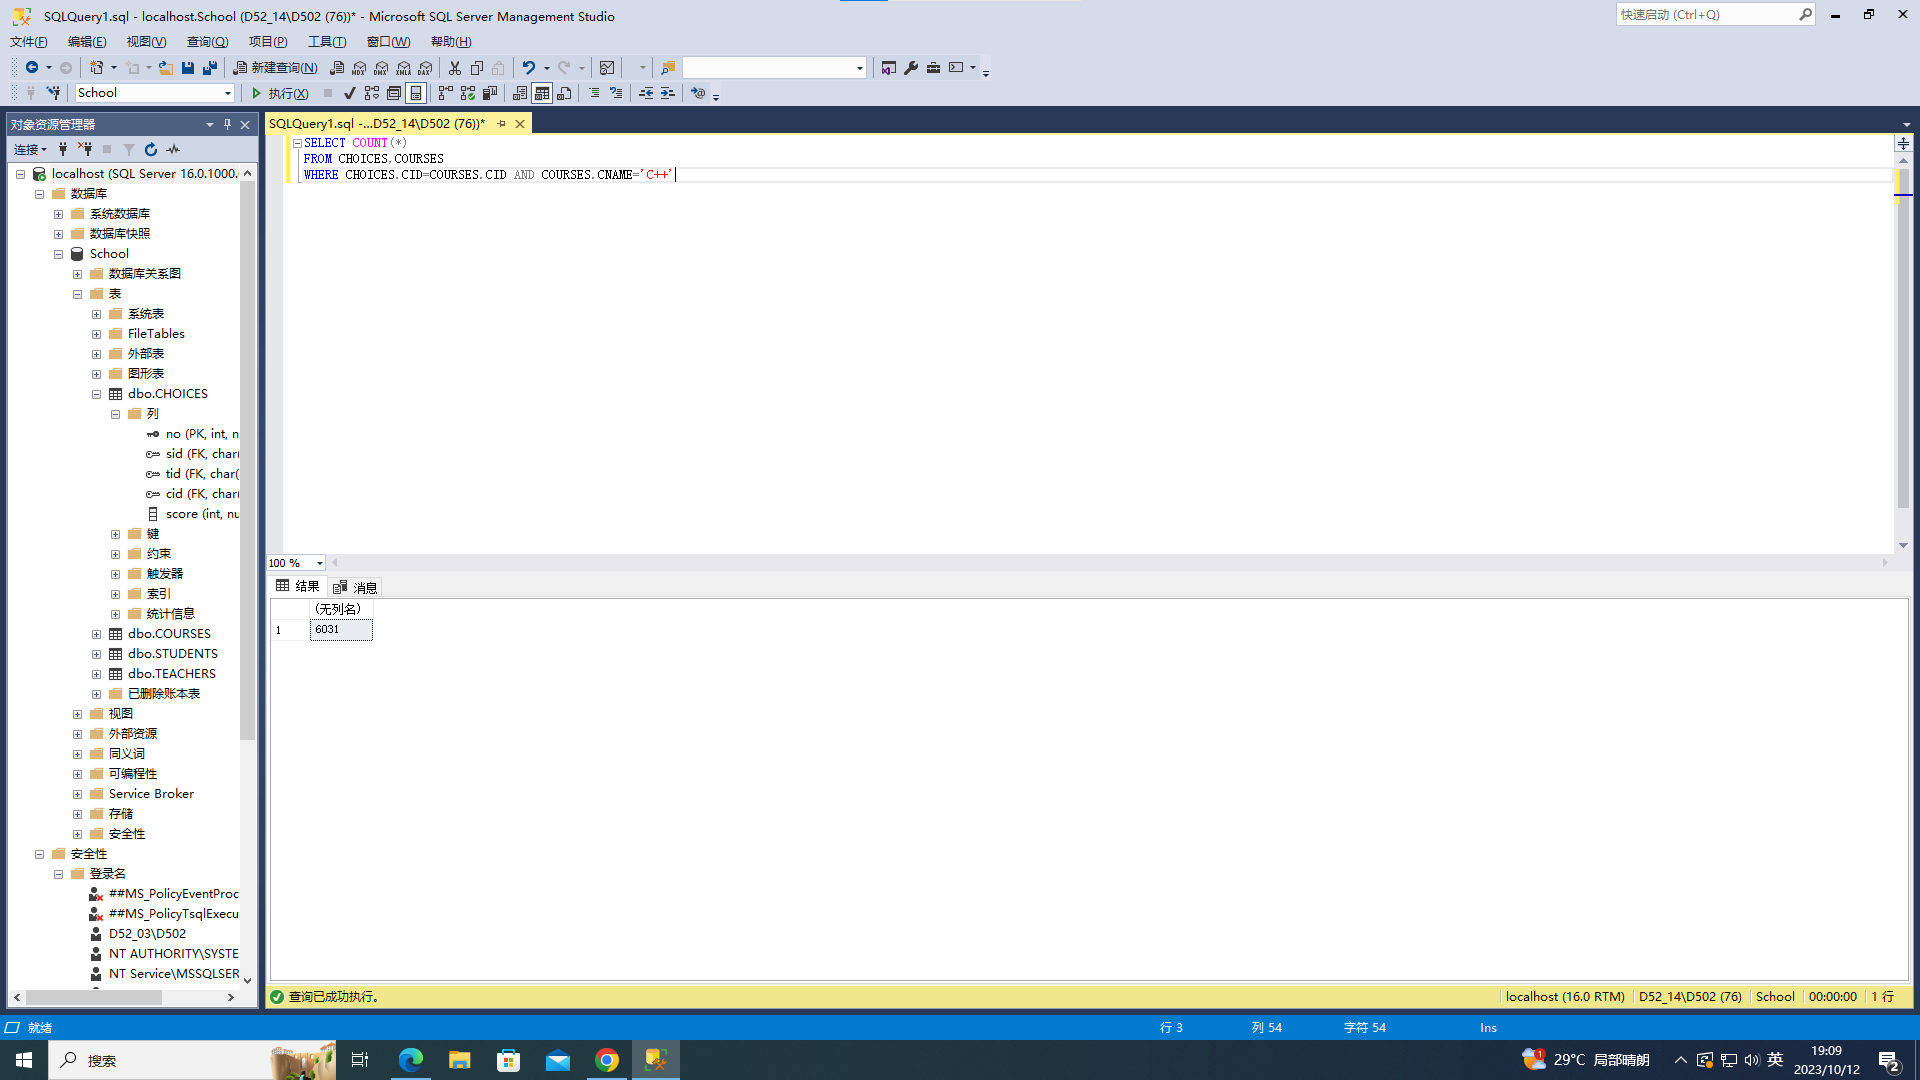 SQLQuery1.sql - localhost.School (D52_14\D502 (76))* - Microsoft SQL Server Management Studio
快速启动 (Ctrl+Q)
文件(F) 编辑(E) 视图(V) 查询(Q) 项目(P) 工具(T) 窗口(W) 帮助(H)
新建查询(N)
MDX DMX XMLA DAX
School 执行(X)
对象资源管理器
SQLQuery1.sql -...D52_14\D502 (76))*
连接
SELECT COUNT(*)
FROM CHOICES,COURSES
WHERE CHOICES.CID=COURSES.CID AND COURSES.CNAME='C++'
localhost (SQL Server 16.0.1000.
数据库
系统数据库
数据库快照
School
数据库关系图
表
系统表
FileTables
外部表
图形表
dbo.CHOICES
列
no (PK, int, n
sid (FK, char(
tid (FK, char(
cid (FK, char(
score (int, nu
键
约束
触发器
索引
统计信息
dbo.COURSES
dbo.STUDENTS
dbo.TEACHERS
已删除账本表
视图
外部资源
同义词
可编程性
Service Broker
存储
安全性
安全性
登录名
##MS_PolicyEventProc
##MS_PolicyTsqlExecu
D52_03\D502
NT AUTHORITY\SYSTE
NT Service\MSSQLSER
100 %
结果 消息
(无列名)
1 6031
查询已成功执行。
localhost (16.0 RTM) D52_14\D502 (76) School 00:00:00 1 行
就绪
行 3 列 54 字符 54 Ins
搜索
29°C 局部晴朗
英
19:09
2023/10/12
1
2